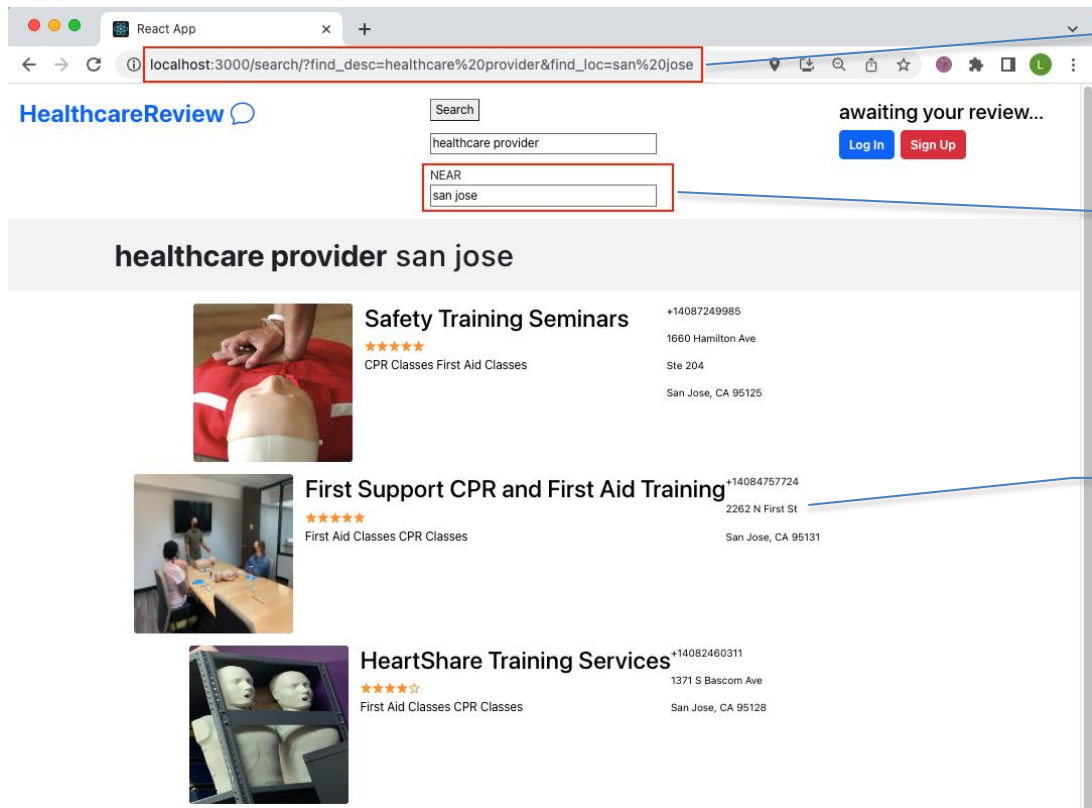 React App
localhost:3000/search/?find_desc=healthcare%20provider&find_loc=san%20jose
L
HealthcareReview
Search
healthcare provider
NEAR
san jose
awaiting your review...
Log In Sign Up
healthcare provider san jose
Safety Training Seminars
★★★★★
CPR Classes First Aid Classes
+14087249985
1660 Hamilton Ave
Ste 204
San Jose, CA 95125
First Support CPR and First Aid Training
★★★★★
First Aid Classes CPR Classes
+14084757724
2262 N First St
San Jose, CA 95131
HeartShare Training Services
★★★★☆
First Aid Classes CPR Classes
+14082460311
1371 S Bascom Ave
San Jose, CA 95128